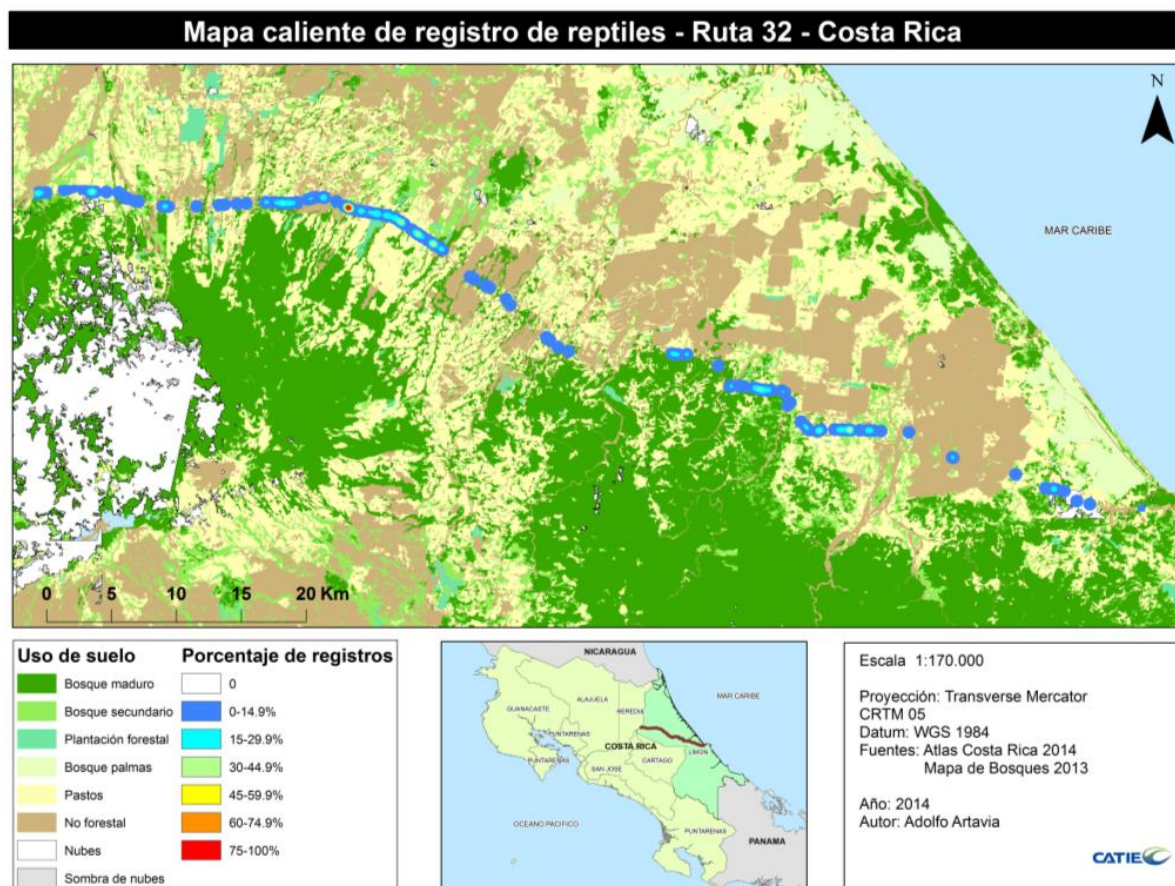 Mapa caliente de registro de reptiles - Ruta 32 - Costa Rica
N
MAR CARIBE
0 5 10 15 20 Km
Uso de suelo
Bosque maduro
Bosque secundario
Plantación forestal
Bosque palmas
Pastos
No forestal
Nubes
Sombra de nubes
Porcentaje de registros
0
0-14.9%
15-29.9%
30-44.9%
45-59.9%
60-74.9%
75-100%
NICARAGUA
MAR CARIBE
ALAJUELA
GUANACASTE
HEREDIA
PUNTARENAS
COSTA RICA
LIMON
PUNTARENAS
SAN JOSE
CARTAGO
OCEANO PACIFICO
PUNTARENAS
PANAMA
Escala 1:170.000
Proyección: Transverse Mercator
CRTM 05
Datum: WGS 1984
Fuentes: Atlas Costa Rica 2014
Mapa de Bosques 2013
Año: 2014
Autor: Adolfo Artavia
CATIE